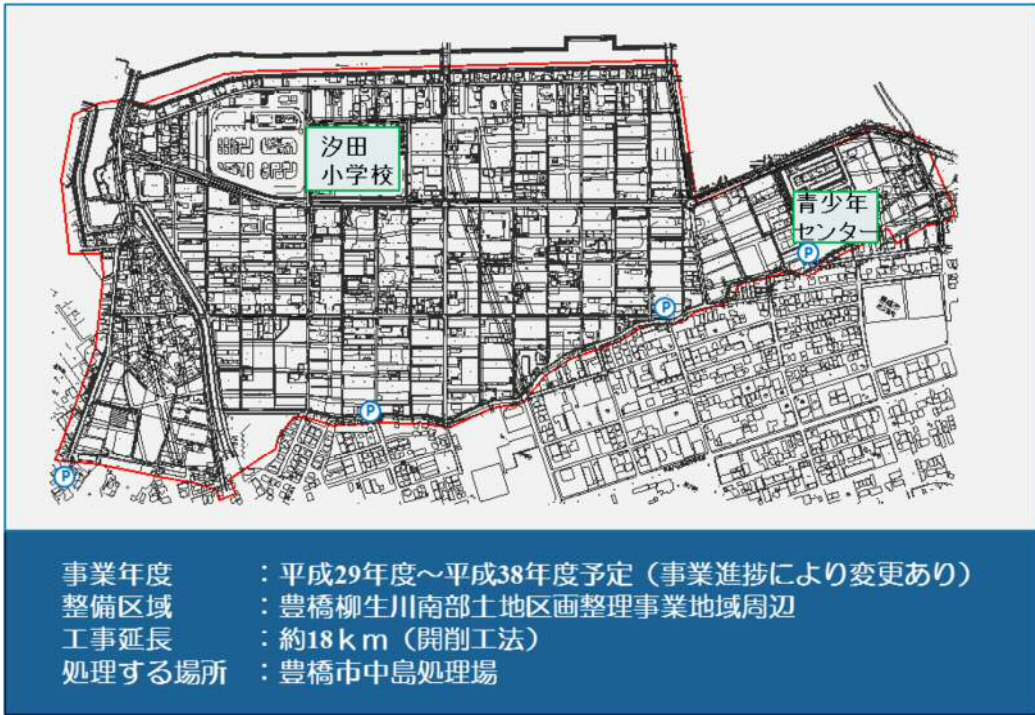 汐田
小学校
青少年
センター
P
P
P
P
事業年度 ：平成29年度～平成38年度予定（事業進捗により変更あり）
整備区域 ：豊橋柳生川南部土地区画整理事業地域周辺
工事延長 ：約18ｋｍ（開削工法）
処理する場所 ：豊橋市中島処理場